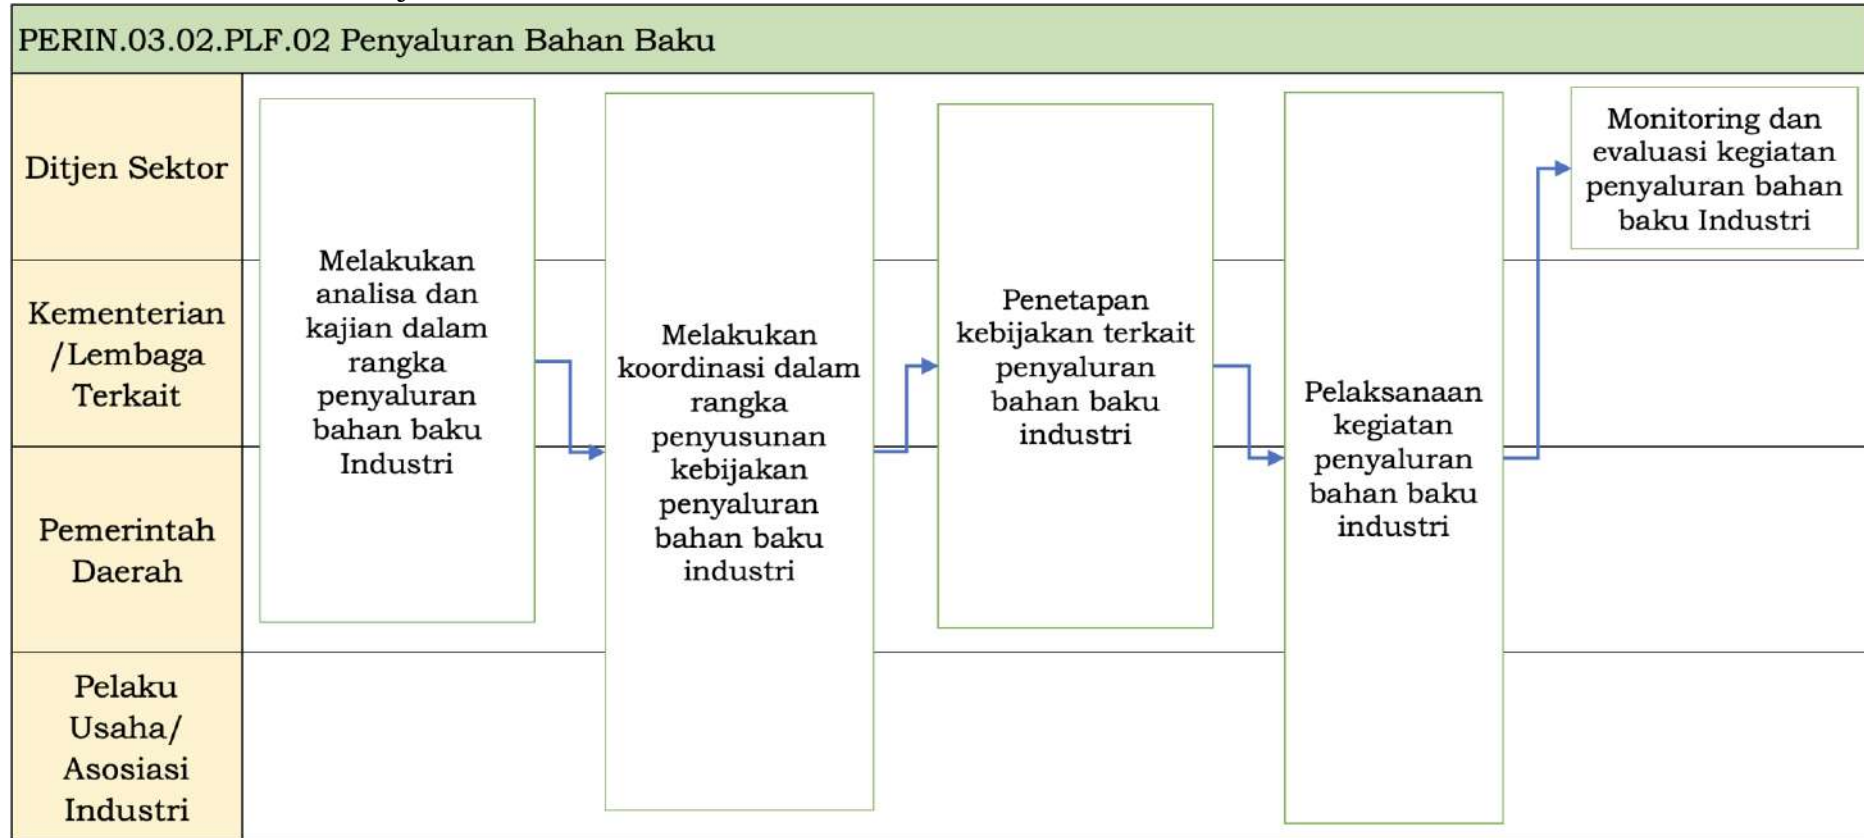 PERIN.03.02.PLF.02 Penyaluran Bahan Baku
Ditjen Sektor
Kementerian
/Lembaga
Terkait
Pemerintah
Daerah
Pelaku
Usaha/
Asosiasi
Industri
Melakukan
analisa dan
kajian dalam
rangka
penyaluran
bahan baku
Industri
Melakukan
koordinasi dalam
rangka
penyusunan
kebijakan
penyaluran
bahan baku
industri
Penetapan
kebijakan terkait
penyaluran
bahan baku
industri
Pelaksanaan
kegiatan
penyaluran
bahan baku
industri
Monitoring dan
evaluasi kegiatan
penyaluran bahan
baku Industri